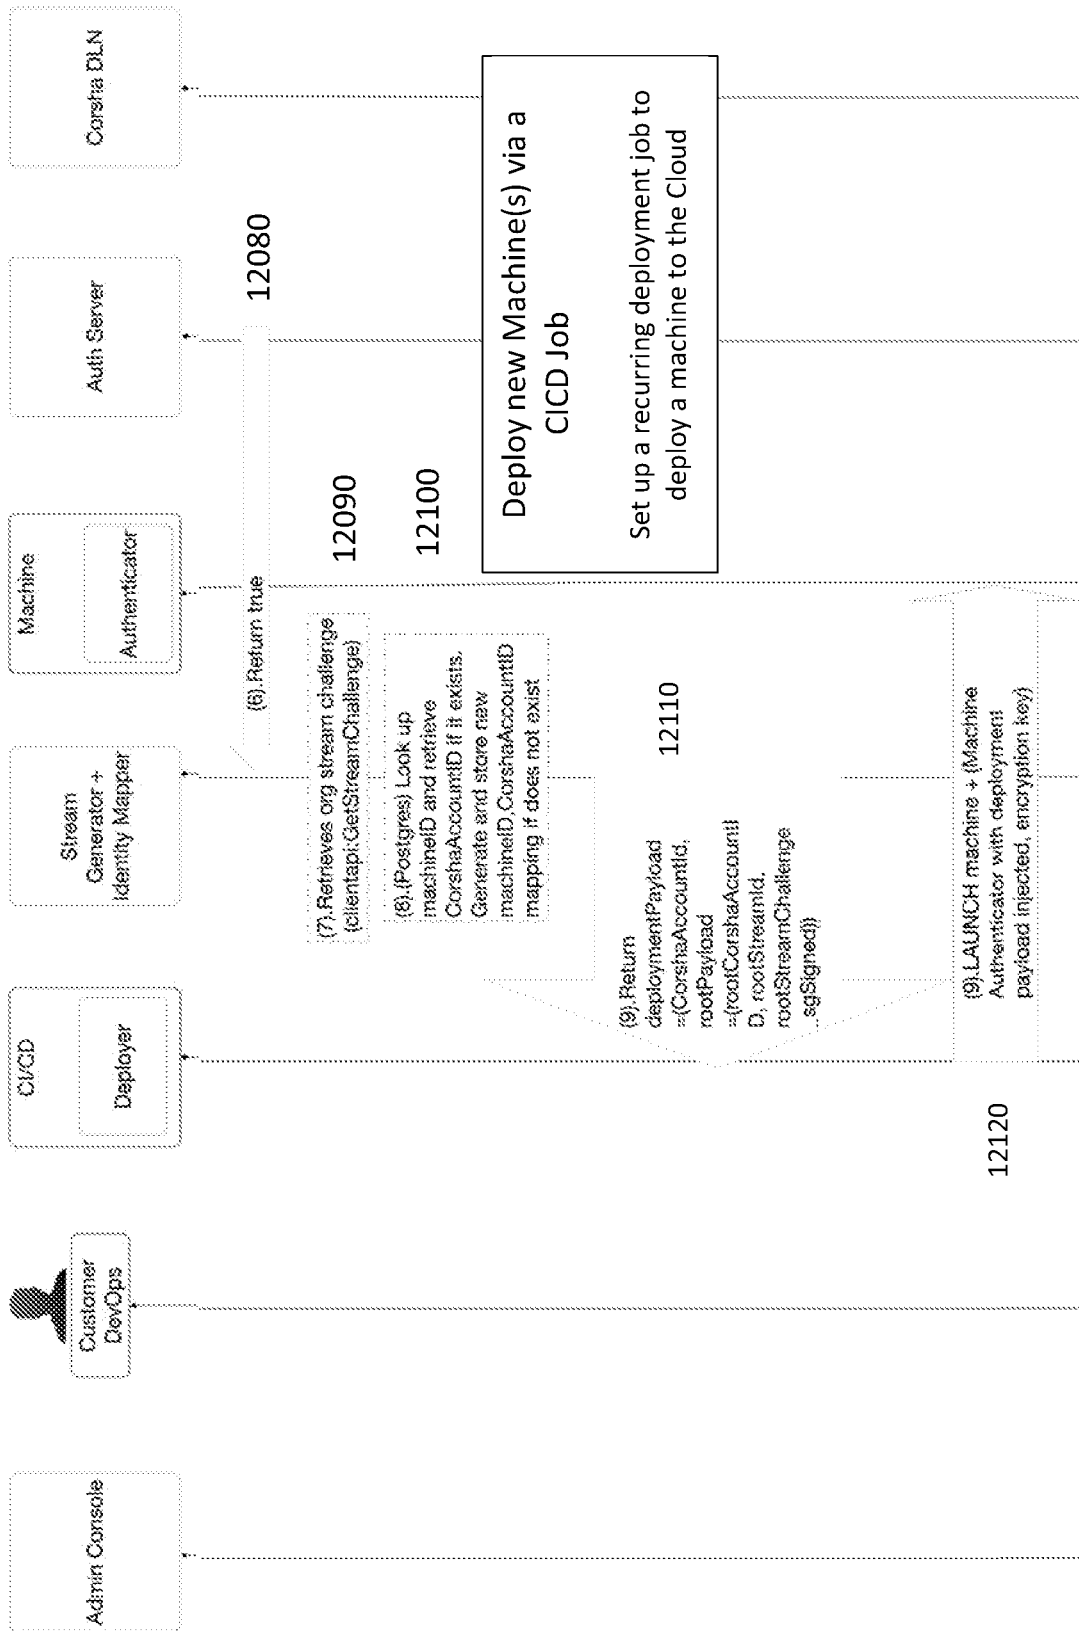 Admin Console
Customer
DevOps
CI/CD
Deployer
Stream
Generator +
Identity Mapper
Machine
Authenticator
Auth Server
Corsha DLN
(6).Return true
12080
(7).Retrieves org stream challenge
(clientapi:GetStreamChallenge)
12090
(8).(Postgres) Look up
machineID and retrieve
CorshaAccountID if it exists.
Generate and store new
machineID,CorshaAccountID
mapping if does not exist
12100
Deploy new Machine(s) via a
CICD Job
Set up a recurring deployment job to
deploy a machine to the Cloud
(9).Return
deploymentPayload
=(CorshaAccountId,
rootPayload
=(rootCorshaAccountI
D, rootStreamId,
rootStreamChallenge
_sgSigned))
12110
(9).LAUNCH machine + (Machine
Authenticator with deployment
payload injected, encryption key)
12120